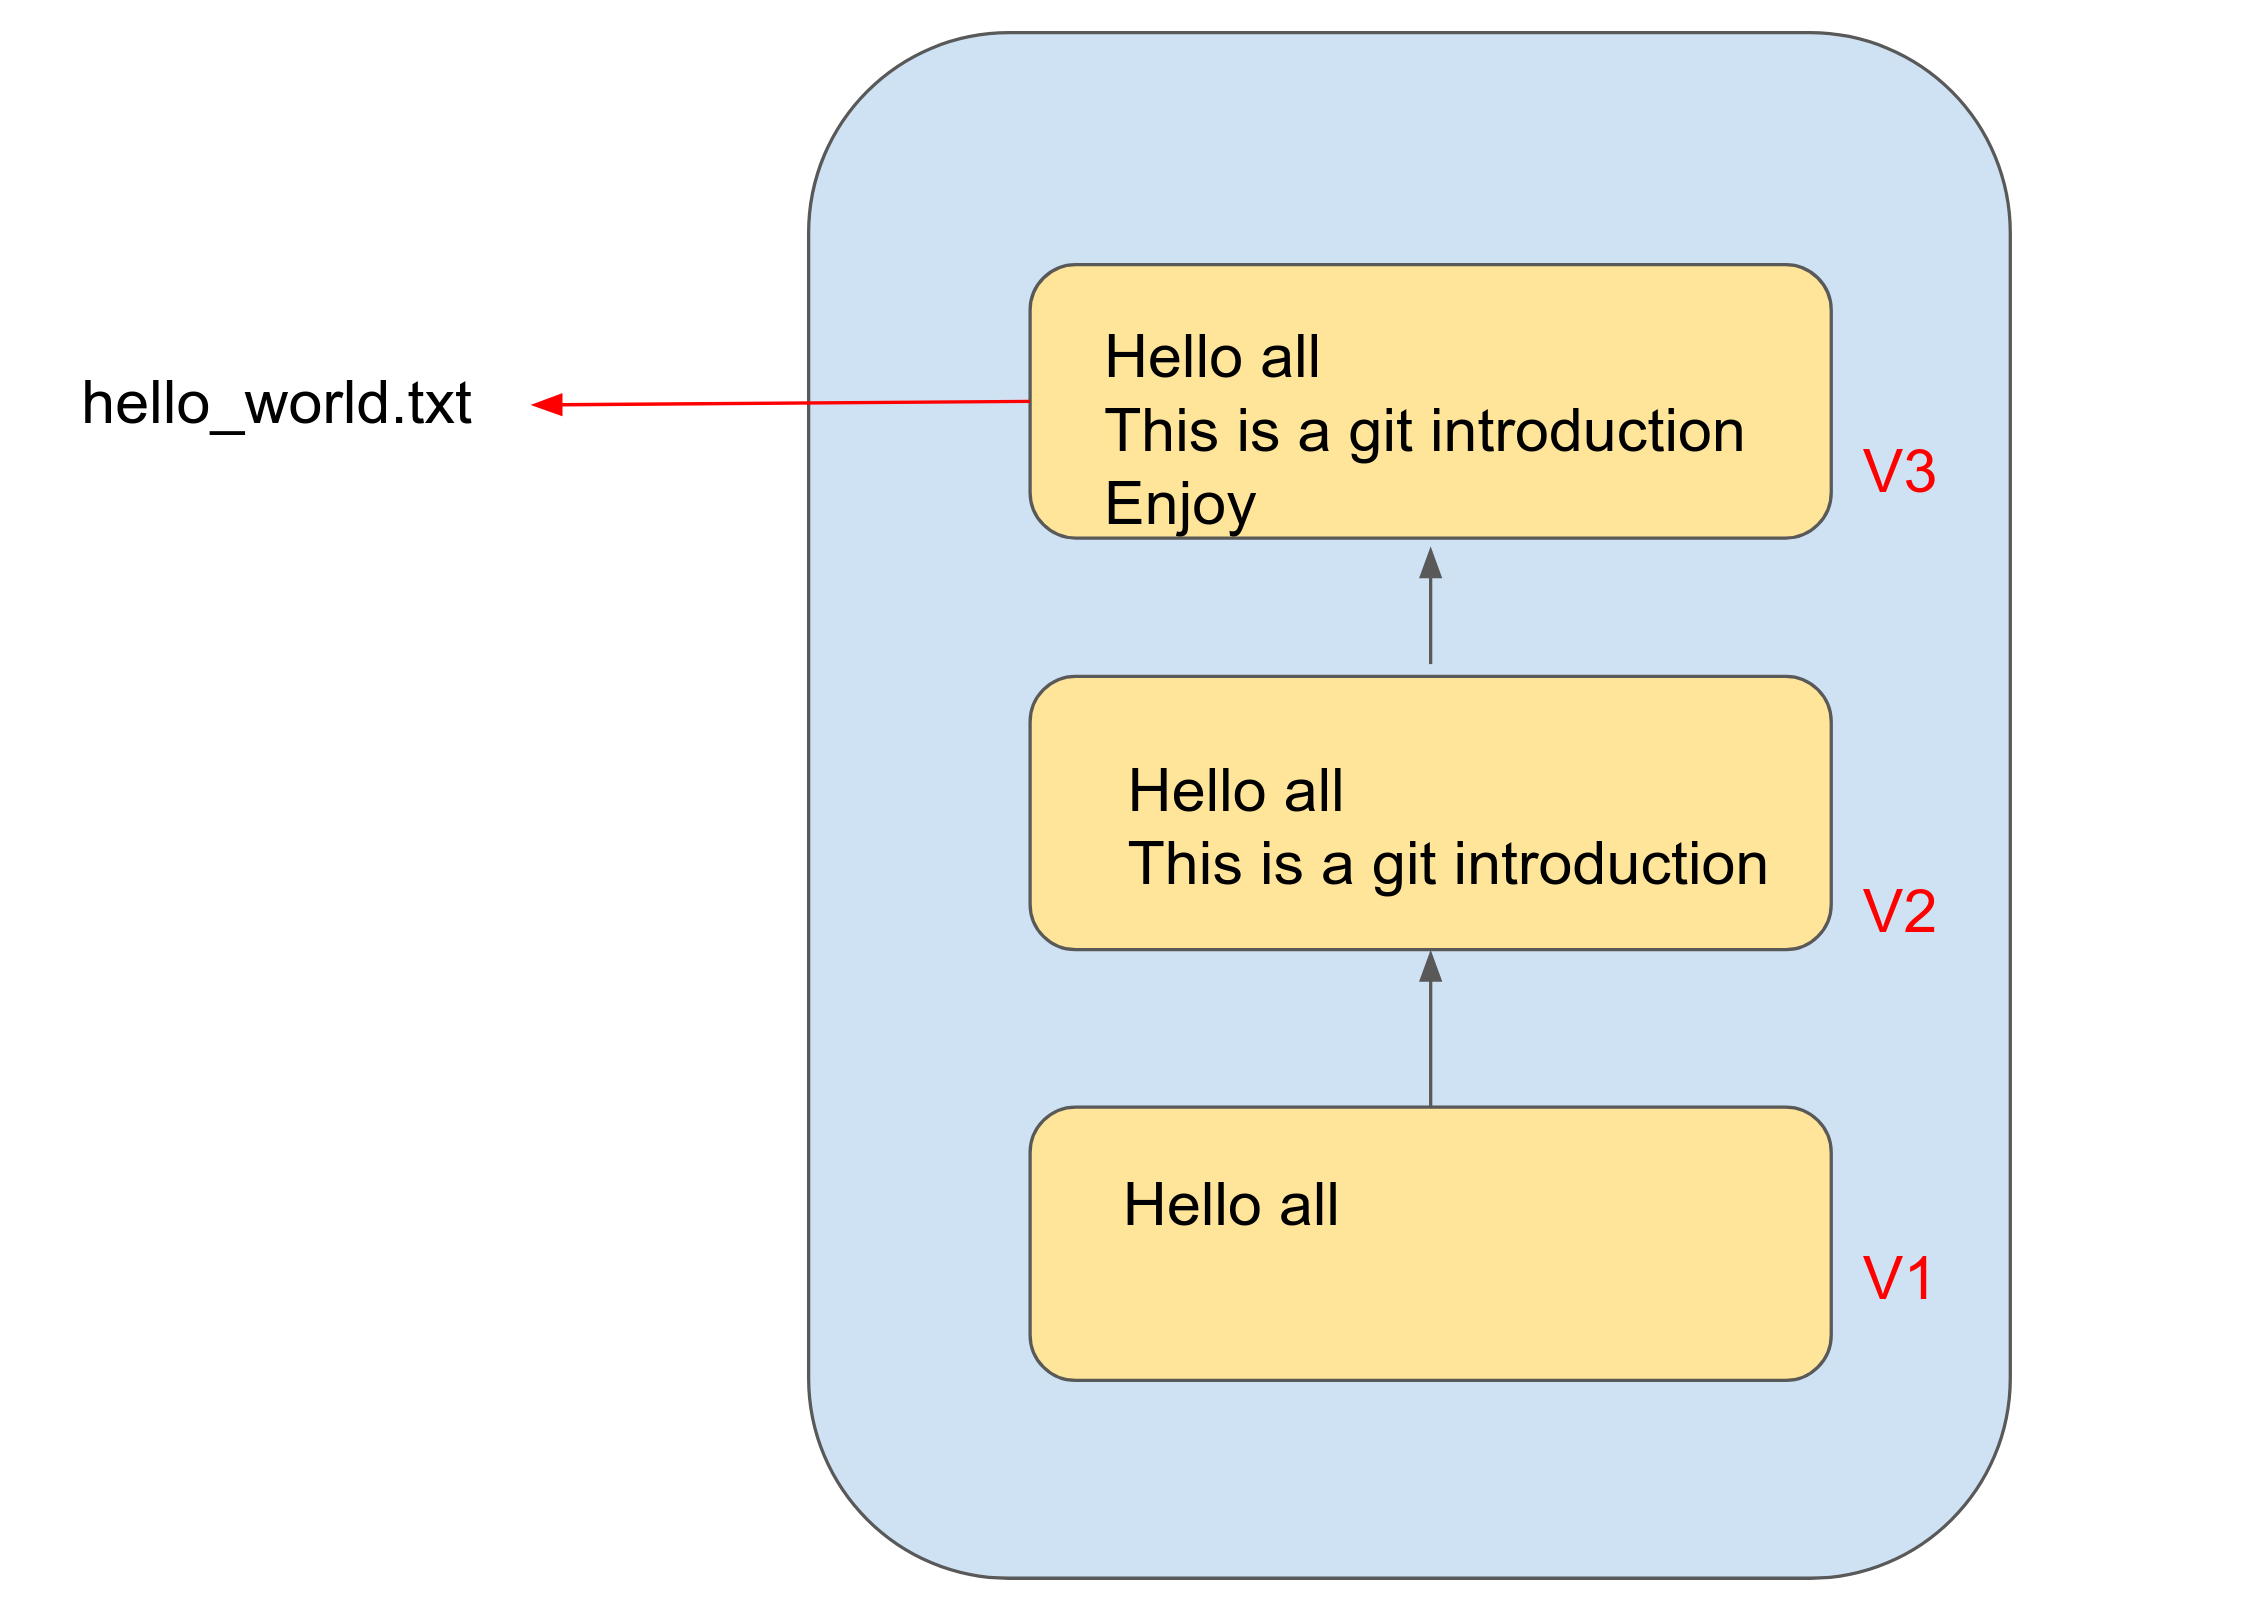 hello_world.txt
Hello all
This is a git introduction
Enjoy
V3
Hello all
This is a git introduction
V2
Hello all
V1